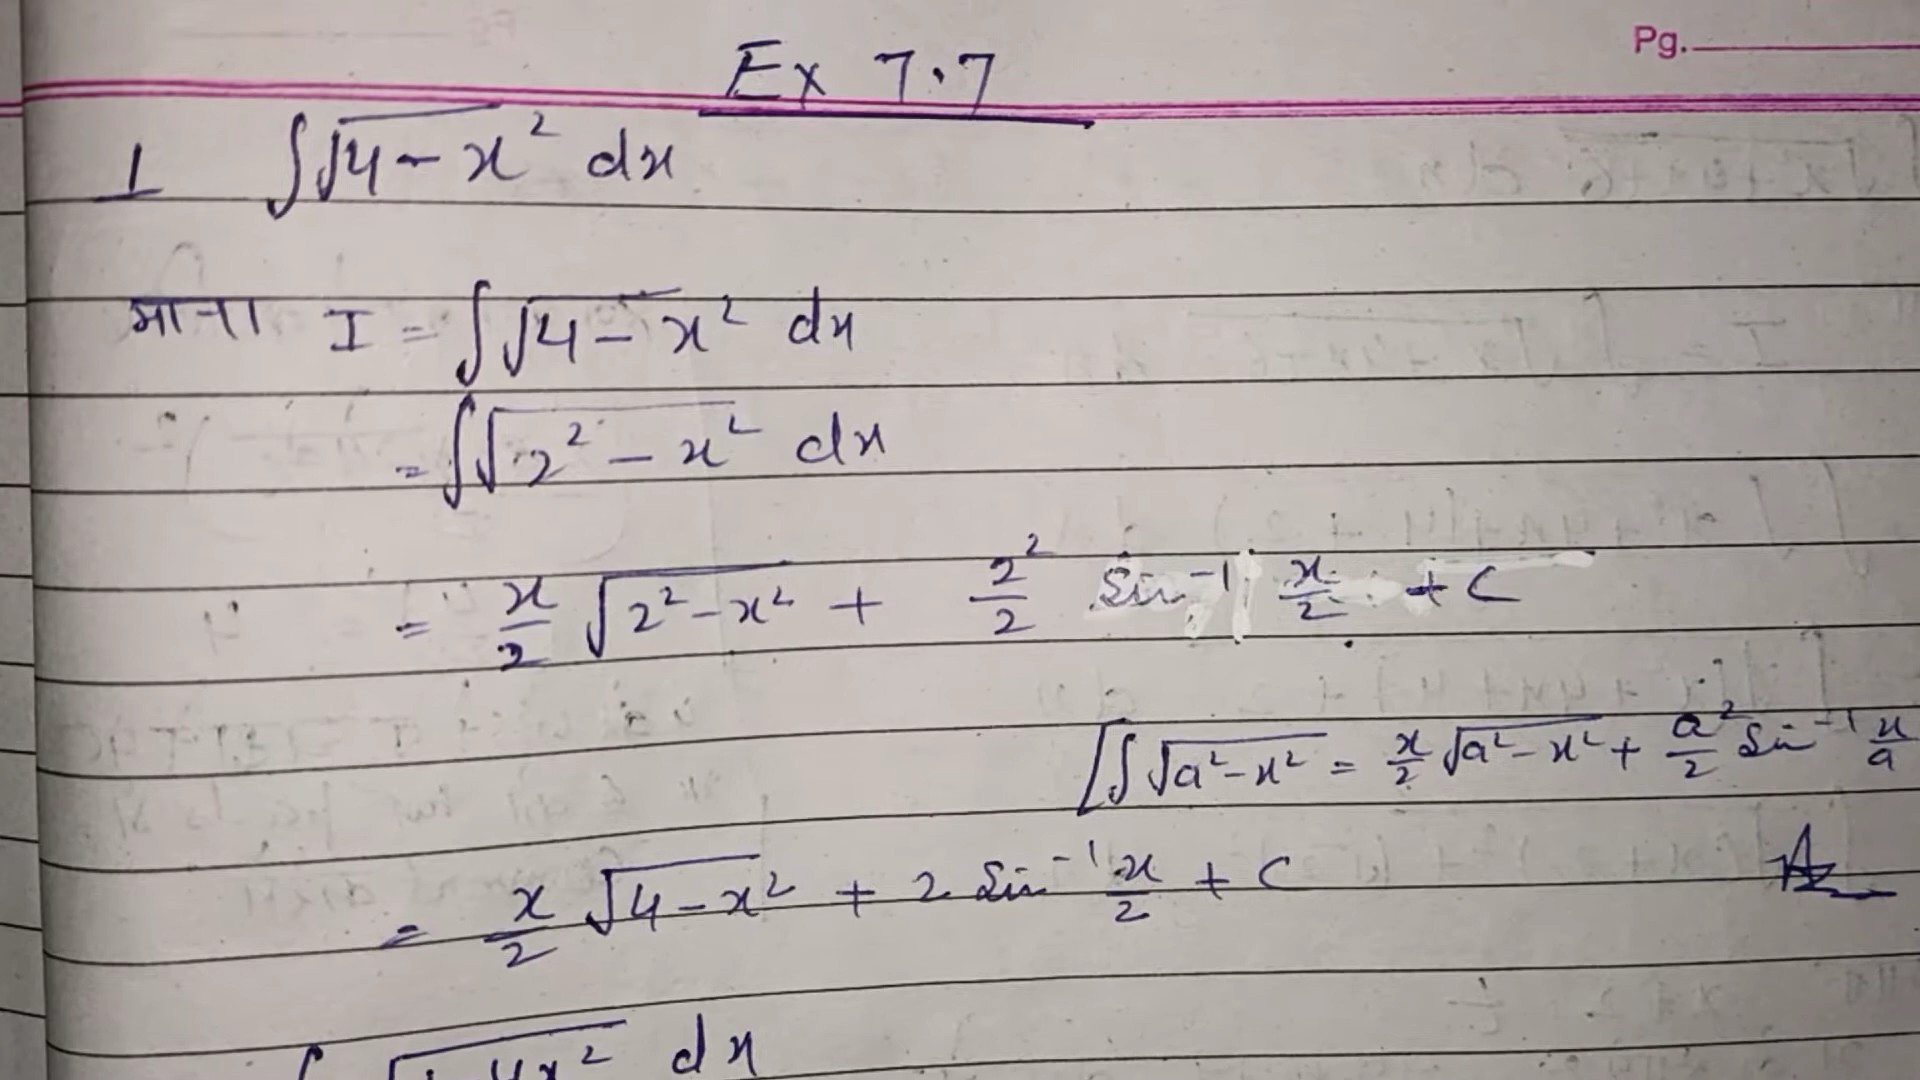 Pg.
Ex 7.7
1 ∫√4-x² dx
माना I = ∫√4-x² dx
= ∫√2²-x² dx
= x/2 √2²-x² + 2²/2 Sin⁻¹ x/2 + C
[∫√a²-x² = x/2 √a²-x² + a²/2 Sin⁻¹ x/a
= x/2 √4-x² + 2 Sin⁻¹ x/2 + C
∫√1-4x² dx